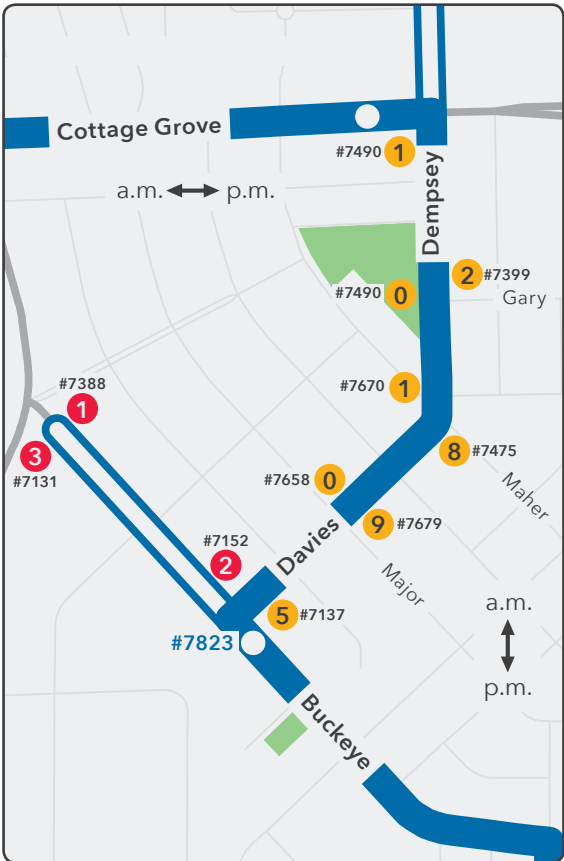 Cottage Grove
#7490 1
Dempsey
a.m. p.m.
2 #7399
#7490 0
Gary
#7388
1
#7670 1
3
#7131
8 #7475
#7658 0
Maher
9 #7679
#7152
2
Davies
Major
5 #7137
a.m.
p.m.
#7823
Buckeye